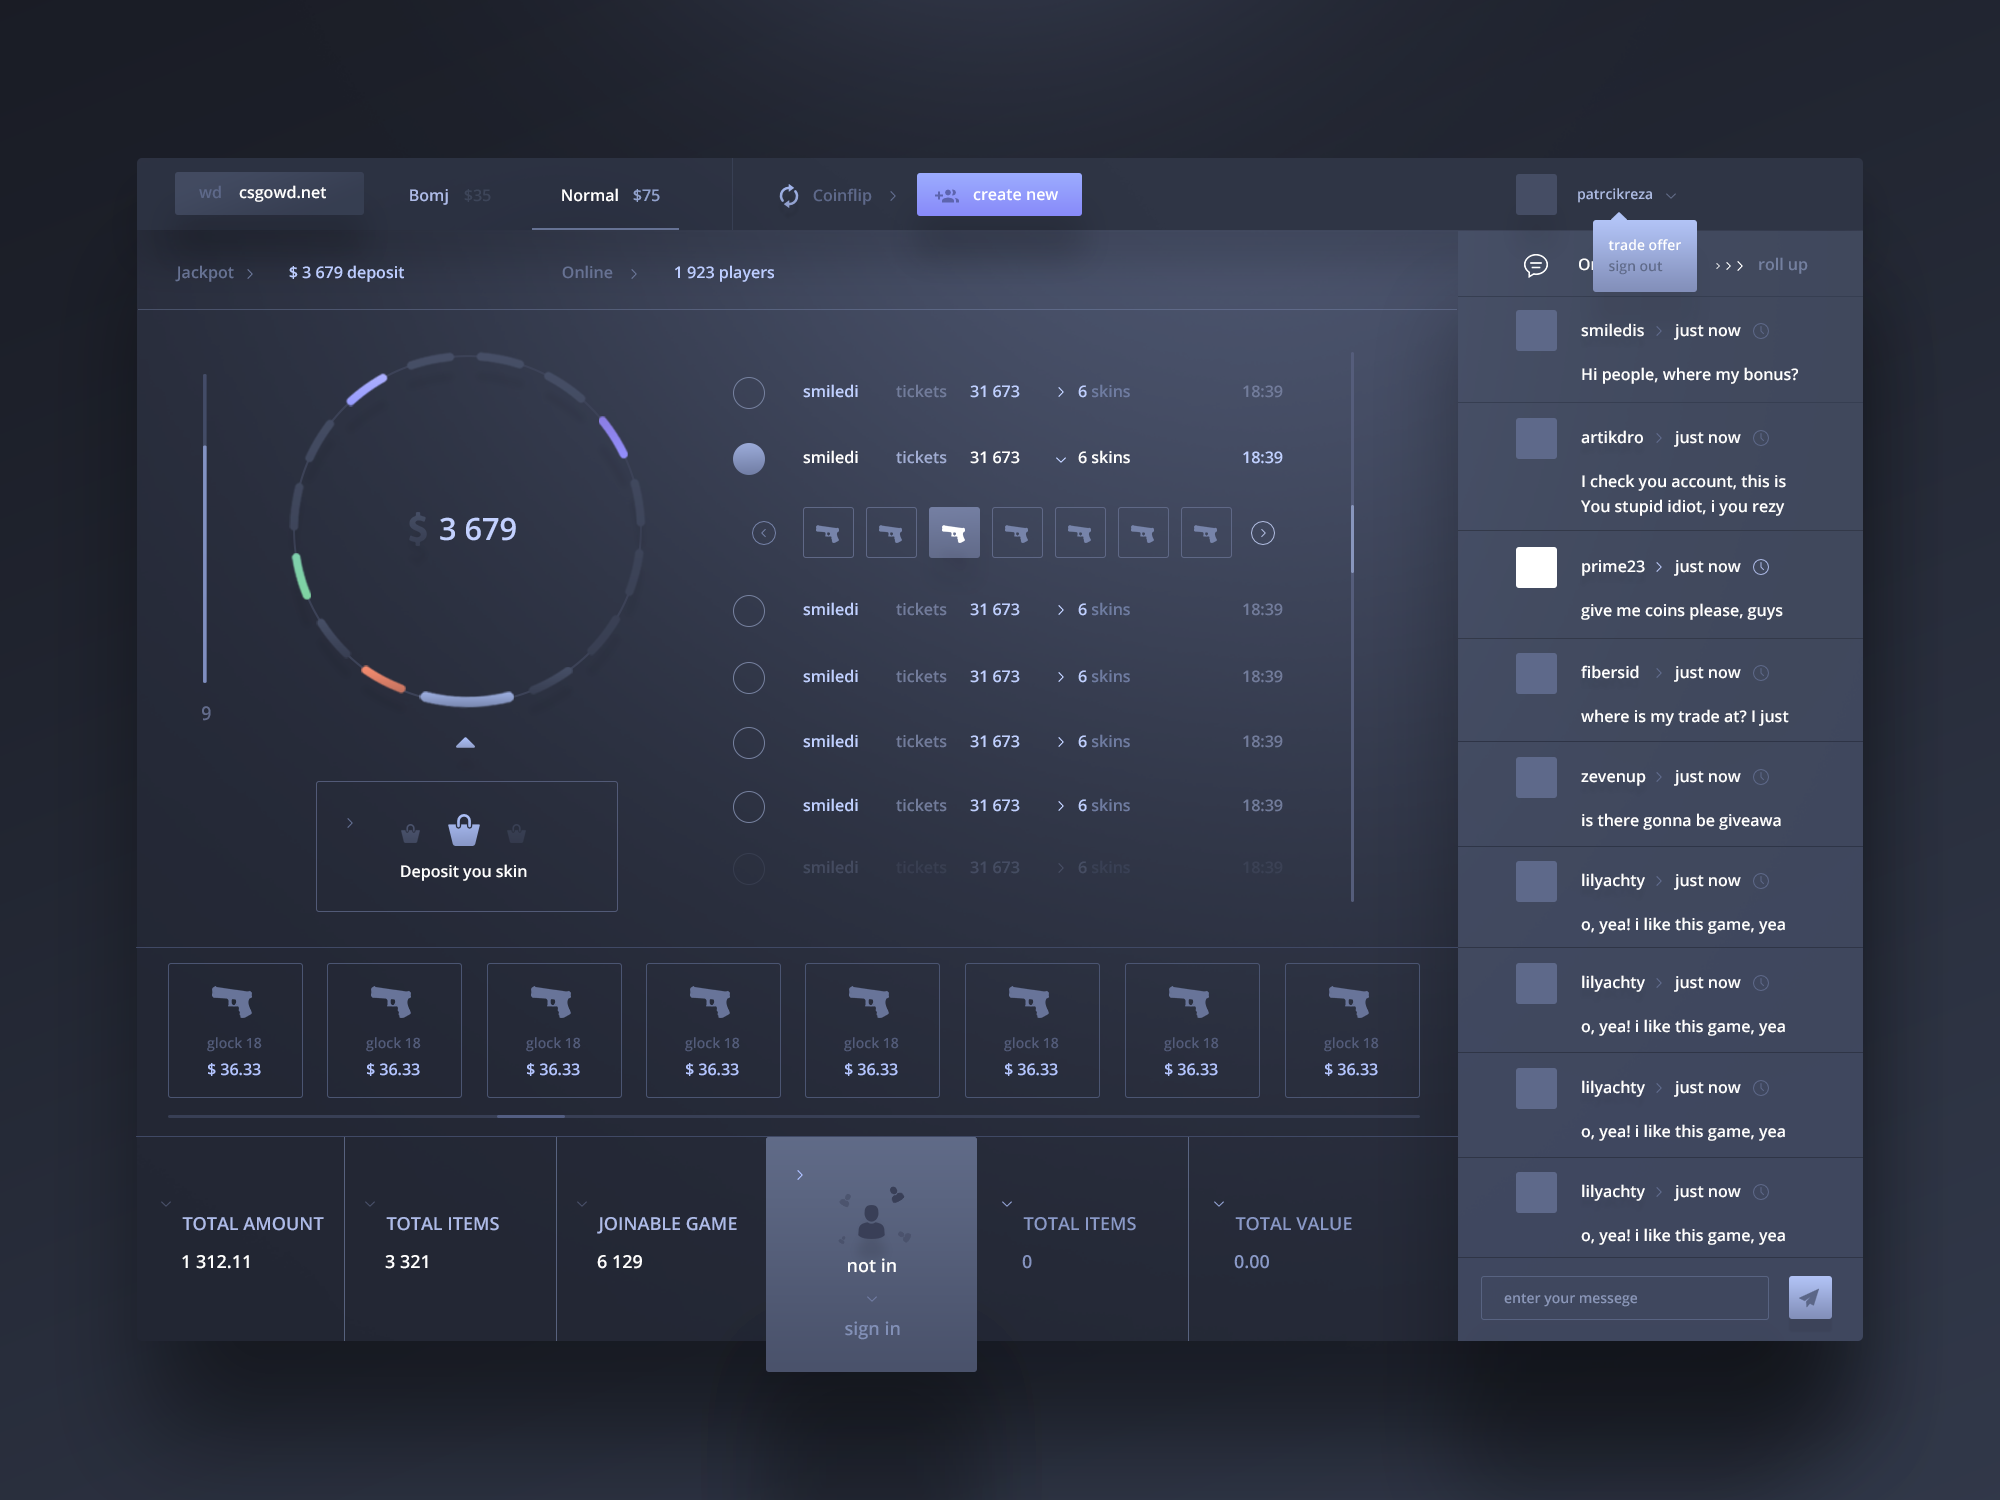 wd csgowd.net
Bomj $35
Normal $75
Coinflip
create new
patrcikreza
trade offer
sign out
Jackpot $ 3 679 deposit
Online 1 923 players
roll up
$ 3 679
9
Deposit you skin
smiledi tickets 31 673 6 skins 18:39
smiledi tickets 31 673 6 skins 18:39
smiledi tickets 31 673 6 skins 18:39
smiledi tickets 31 673 6 skins 18:39
smiledi tickets 31 673 6 skins 18:39
smiledi tickets 31 673 6 skins 18:39
smiledi tickets 31 673 6 skins 18:39
glock 18 glock 18 glock 18 glock 18 glock 18 glock 18 glock 18 glock 18
$ 36.33 $ 36.33 $ 36.33 $ 36.33 $ 36.33 $ 36.33 $ 36.33 $ 36.33
TOTAL AMOUNT
1 312.11
TOTAL ITEMS
3 321
JOINABLE GAME
6 129
not in
sign in
TOTAL ITEMS
0
TOTAL VALUE
0.00
smiledis just now
Hi people, where my bonus?
artikdro just now
I check you account, this is
You stupid idiot, i you rezy
prime23 just now
give me coins please, guys
fibersid just now
where is my trade at? I just
zevenup just now
is there gonna be giveawa
lilyachty just now
o, yea! i like this game, yea
lilyachty just now
o, yea! i like this game, yea
lilyachty just now
o, yea! i like this game, yea
lilyachty just now
o, yea! i like this game, yea
enter your messege